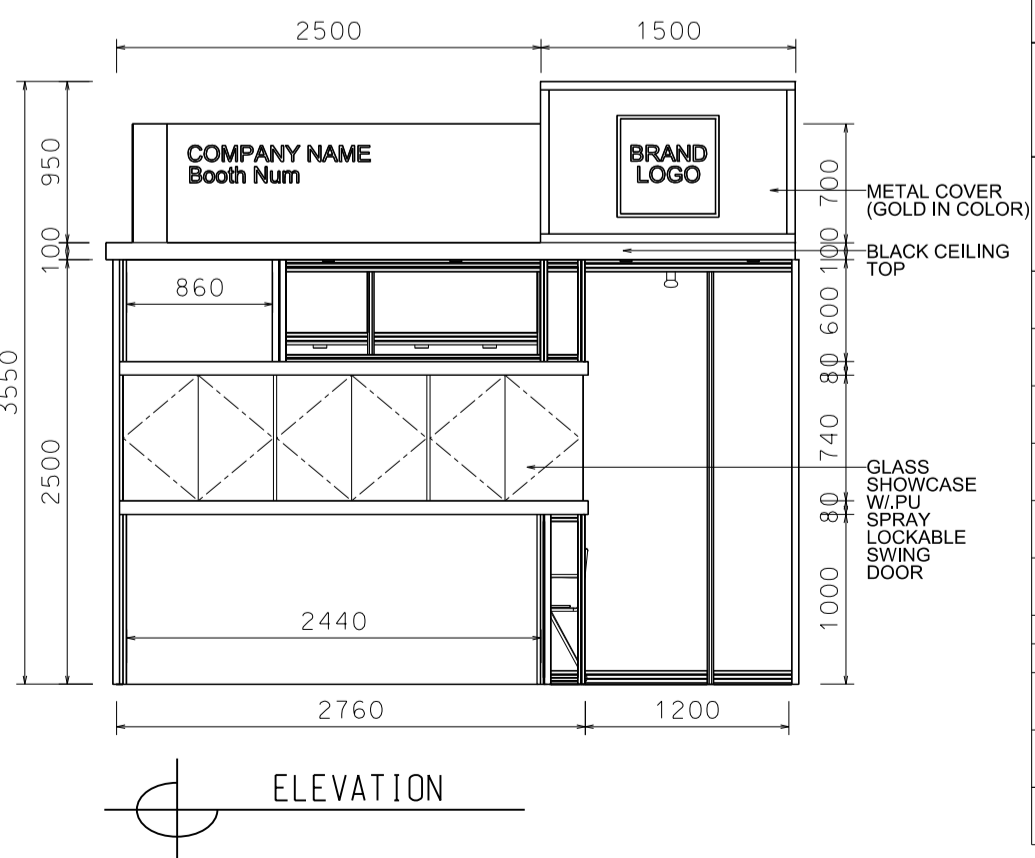 2500
1500
COMPANY NAME
Booth Num
BRAND
LOGO
950
100
3550
2500
700
100
600
80
740
80
1000
METAL COVER
(GOLD IN COLOR)
BLACK CEILING
TOP
860
GLASS
SHOWCASE
W/.PU
SPRAY
LOCKABLE
SWING
DOOR
2440
2760
1200
ELEVATION